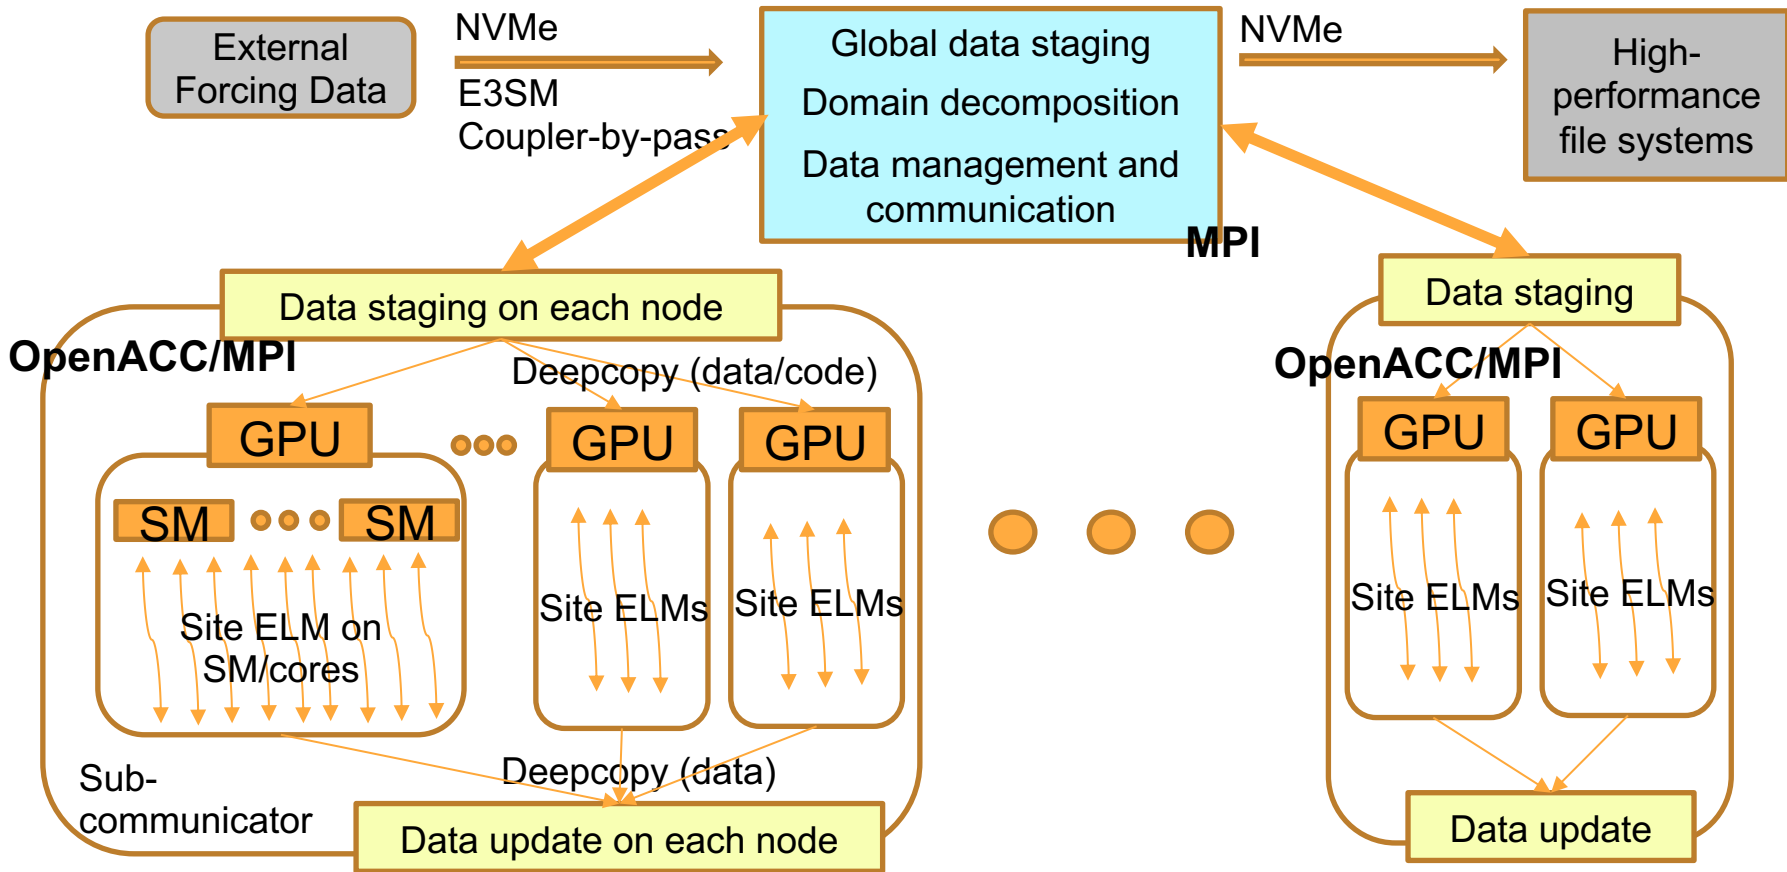 External
Forcing Data
NVMe
E3SM
Coupler-by-pass
Global data staging
Domain decomposition
Data management and
communication
NVMe
High-
performance
file systems
MPI
Data staging on each node
OpenACC/MPI
Deepcopy (data/code)
GPU
GPU
GPU
SM
SM
Site ELM on
SM/cores
Site ELMs
Site ELMs
Deepcopy (data)
Sub-
communicator
Data update on each node
Data staging
OpenACC/MPI
GPU
GPU
Site ELMs
Site ELMs
Data update